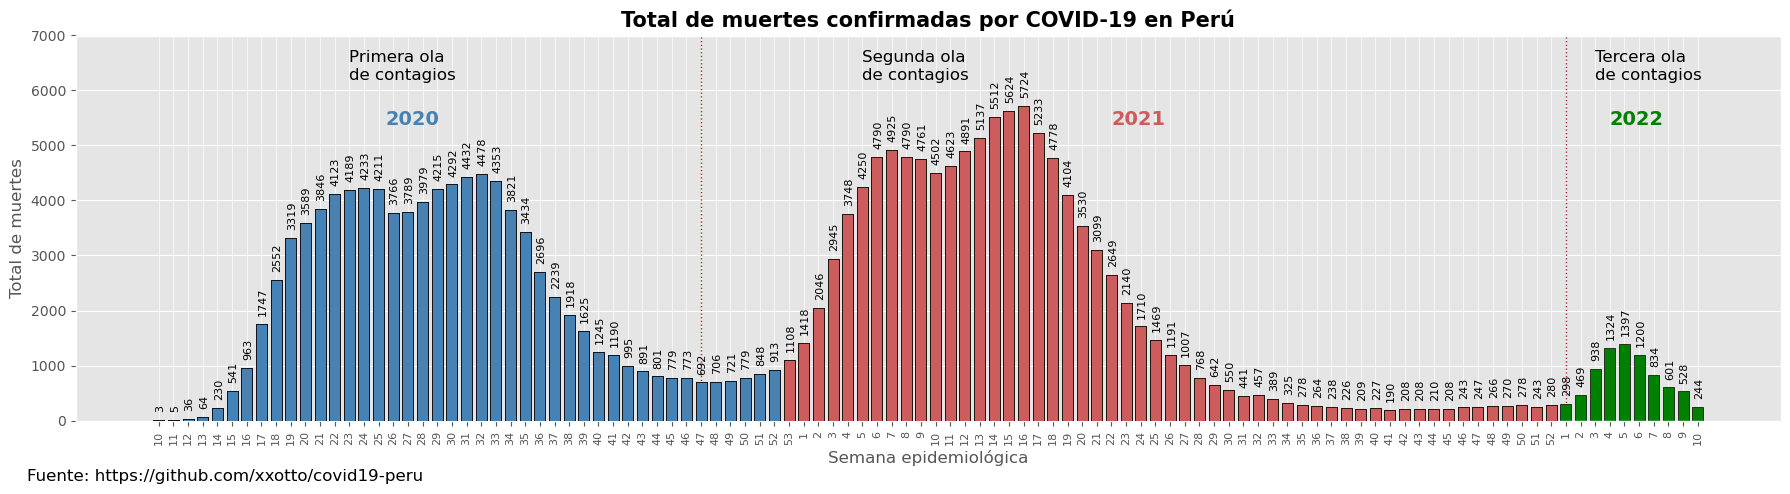 Total de muertes confirmadas por COVID-19 en Perú
Total de muertes
7000
6000
5000
4000
3000
2000
1000
0
Primera ola
de contagios
2020
Segunda ola
de contagios
2021
Tercera ola
de contagios
2022
3 5 36 64 230 541 963 1747 2552 3319 3589 3846 4123 4189 4233 4211 3766 3789 3979 4215 4292 4432 4478 4353 3821 3434 2696 2239 1918 1625 1245 1190 995 891 801 779 773 692 706 721 779 848 913 1108 1418 2046 2945 3748 4250 4790 4925 4790 4761 4502 4623 4891 5137 5512 5624 5724 5233 4778 4104 3530 3099 2649 2140 1710 1469 1191 1007 768 642 550 441 457 389 325 278 264 238 226 209 227 190 208 208 210 208 243 247 266 270 278 243 280 298 469 938 1324 1397 1200 834 601 528 244
10 11 12 13 14 15 16 17 18 19 20 21 22 23 24 25 26 27 28 29 30 31 32 33 34 35 36 37 38 39 40 41 42 43 44 45 46 47 48 49 50 51 52 53 1 2 3 4 5 6 7 8 9 10 11 12 13 14 15 16 17 18 19 20 21 22 23 24 25 26 27 28 29 30 31 32 33 34 35 36 37 38 39 40 41 42 43 44 45 46 47 48 49 50 51 52 1 2 3 4 5 6 7 8 9 10
Semana epidemiológica
Fuente: https://github.com/xxotto/covid19-peru